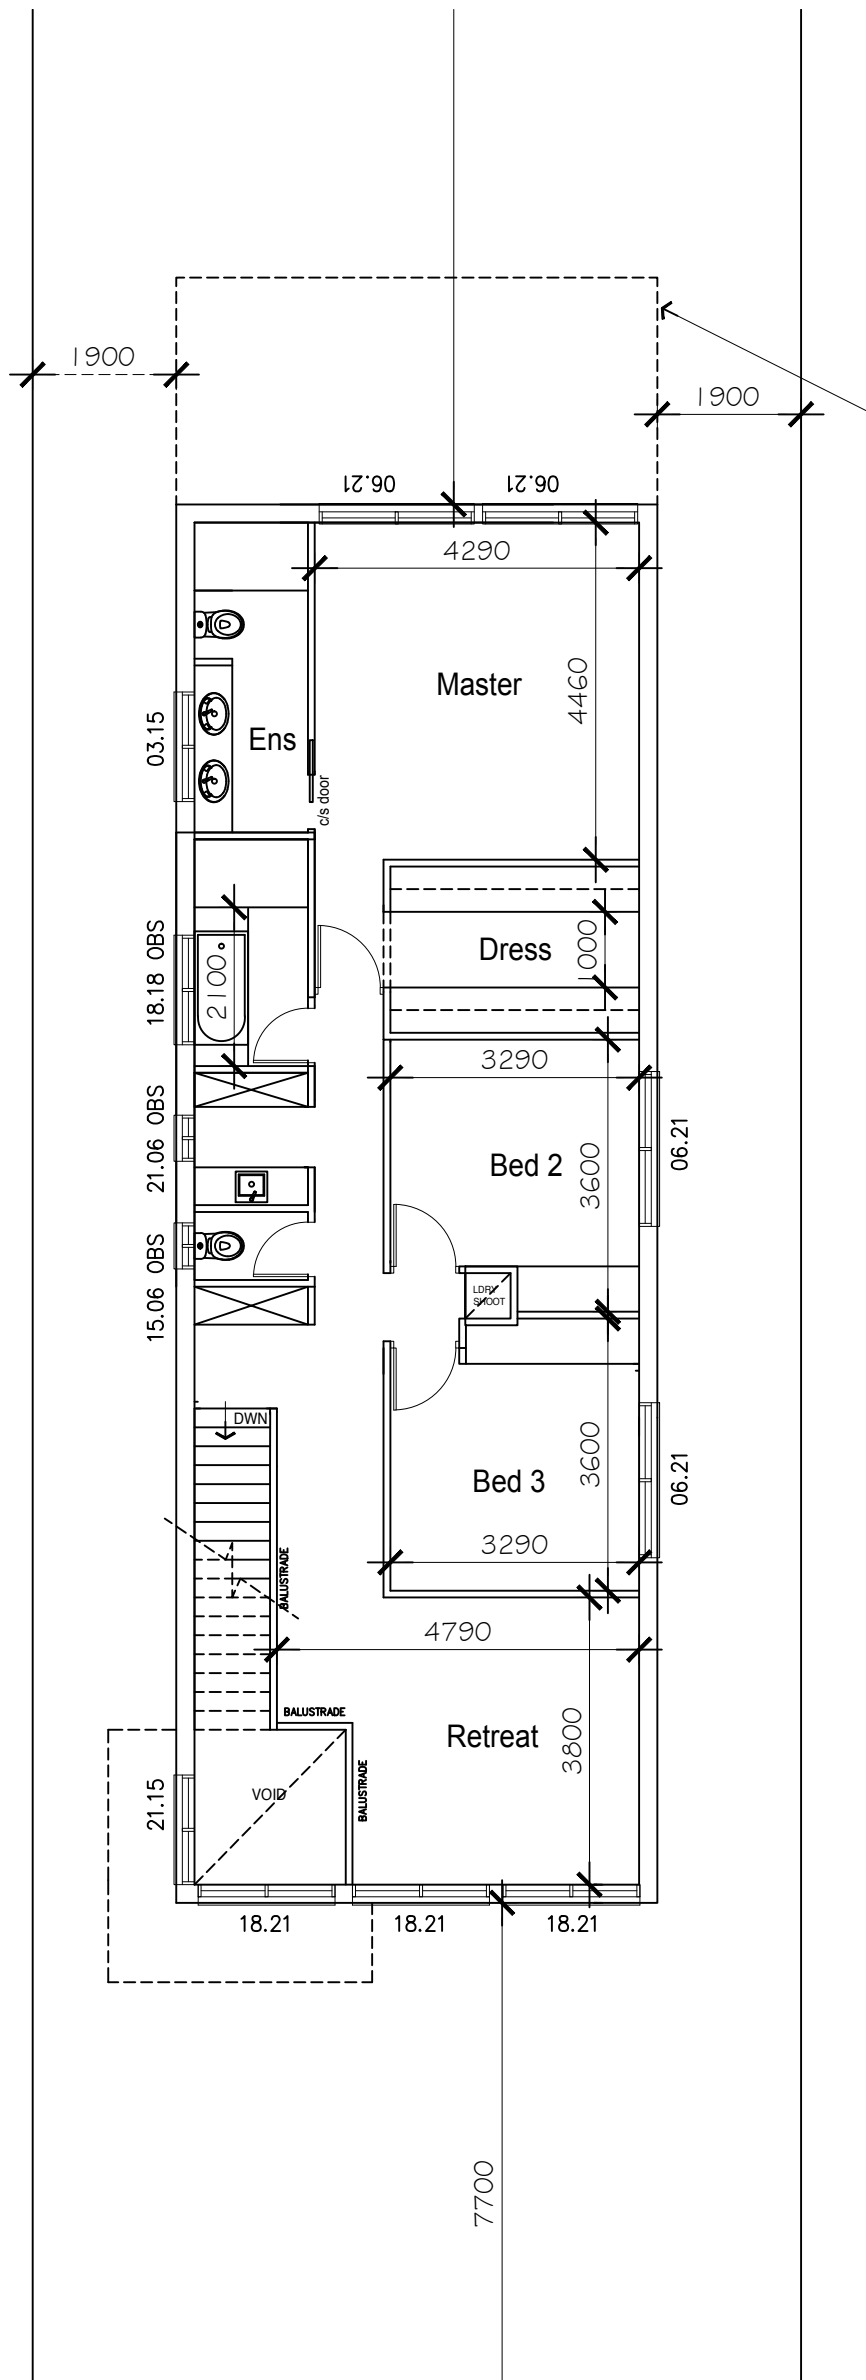 1900
1900
06.21
06.21
4290
4460
Master
Ens
03.15
c/s door
Dress
1000
18.18 OBS
2100
3290
21.06 OBS
Bed 2
3600
06.21
15.06 OBS
LDRY
SHOOT
DWN
Bed 3
3600
06.21
3290
BALUSTRADE
4790
BALUSTRADE
Retreat
3800
VOID
BALUSTRADE
21.15
18.21
18.21
18.21
7700